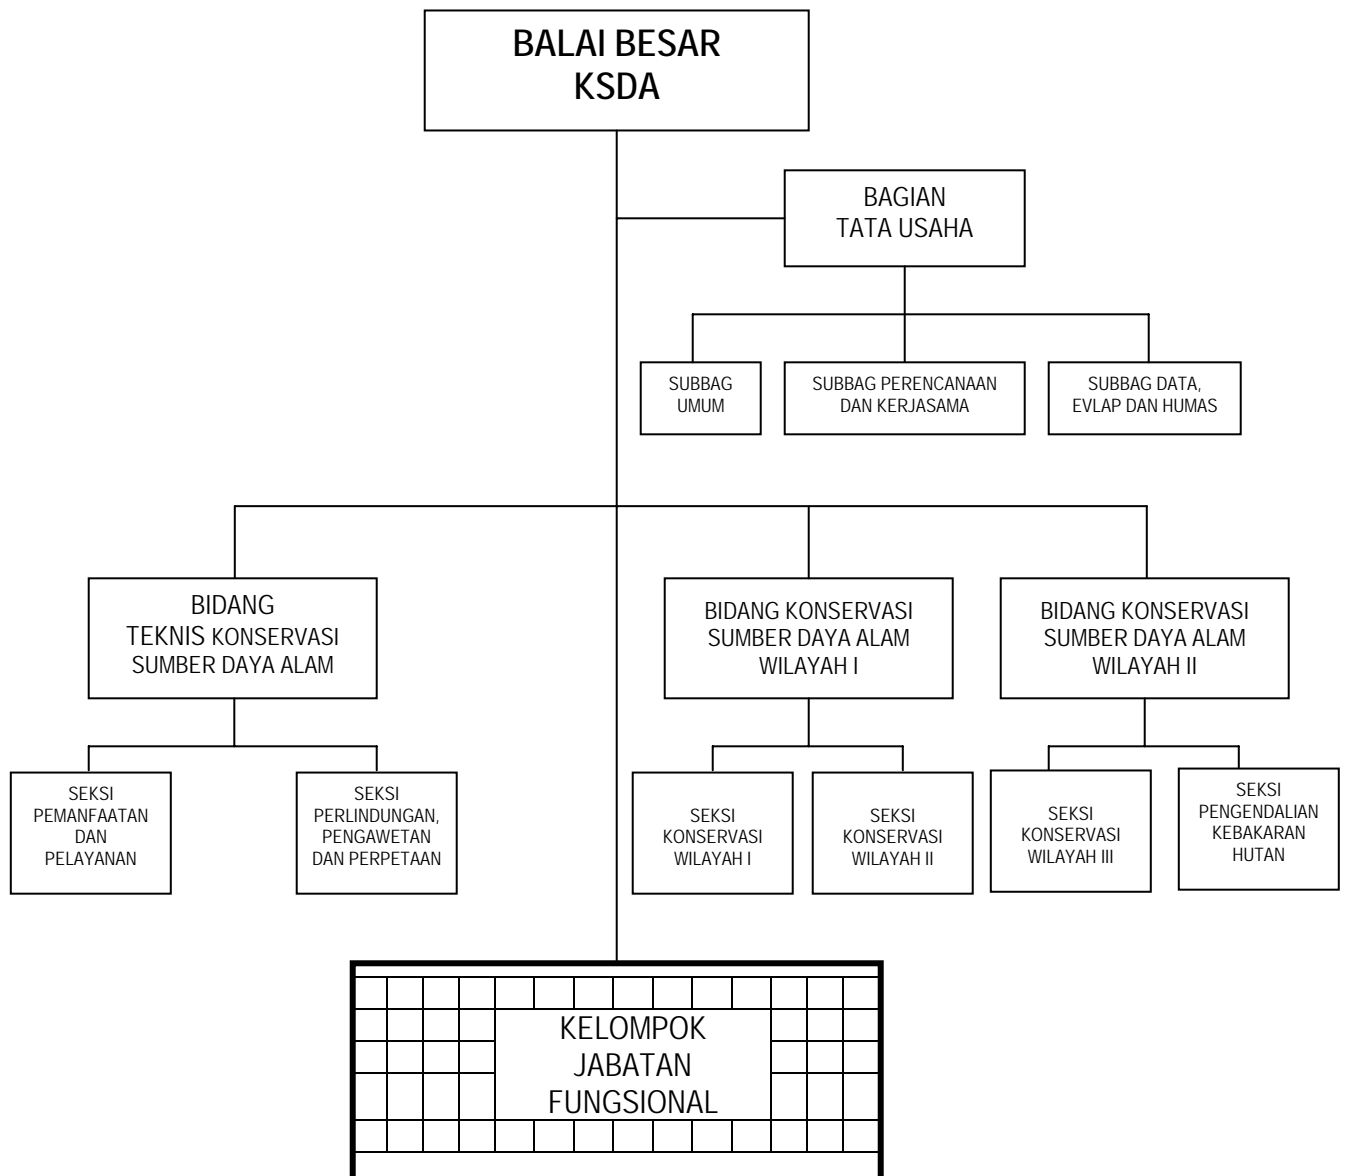 BALAI BESAR
KSDA
BAGIAN
TATA USAHA
SUBBAG
UMUM
SUBBAG PERENCANAAN
DAN KERJASAMA
SUBBAG DATA,
EVLAP DAN HUMAS
BIDANG
TEKNIS KONSERVASI
SUMBER DAYA ALAM
BIDANG KONSERVASI
SUMBER DAYA ALAM
WILAYAH I
BIDANG KONSERVASI
SUMBER DAYA ALAM
WILAYAH II
SEKSI
PEMANFAATAN
DAN
PELAYANAN
SEKSI
PERLINDUNGAN,
PENGAWETAN
DAN PERPETAAN
SEKSI
KONSERVASI
WILAYAH I
SEKSI
KONSERVASI
WILAYAH II
SEKSI
KONSERVASI
WILAYAH III
SEKSI
PENGENDALIAN
KEBAKARAN
HUTAN
KELOMPOK
JABATAN
FUNGSIONAL